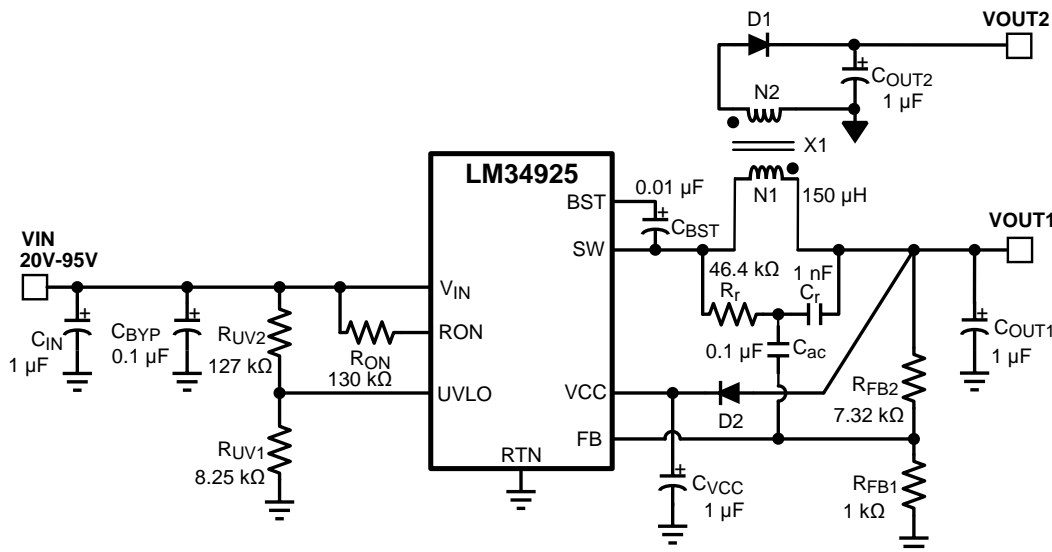 D1
VOUT2
+
COUT2
1 µF
N2
X1
LM34925
0.01 µF
BST
+
CBST
N1
150 µH
VOUT1
SW
VIN
20V-95V
46.4 kΩ
1 nF
Rr
Cr
VIN
+
CIN
1 µF
+
CBYP
0.1 µF
RUV2
127 kΩ
RON
130 kΩ
RON
0.1 µF
Cac
+
COUT1
1 µF
UVLO
VCC
D2
RFB2
7.32 kΩ
FB
RUV1
8.25 kΩ
RTN
+
CVCC
1 µF
RFB1
1 kΩ